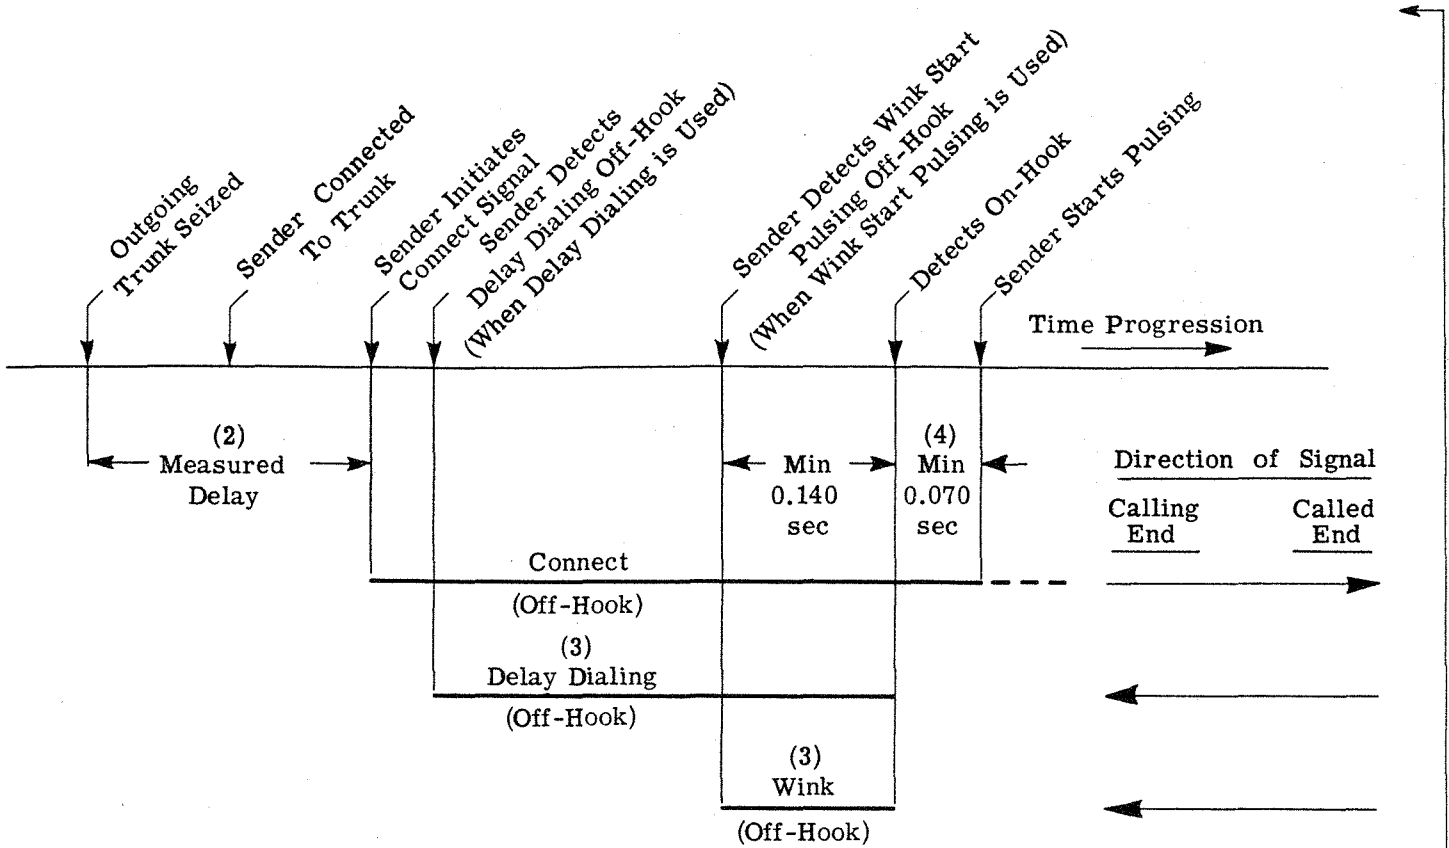 Outgoing
Trunk Seized
Sender Connected
To Trunk
Sender Initiates
Connect Signal
Sender Detects
Delay Dialing Off-Hook
(When Delay Dialing is Used)
Sender Detects Wink Start
Pulsing Off-Hook
(When Wink Start Pulsing is Used)
Detects On-Hook
Sender Starts Pulsing
Time Progression
(2)
Measured
Delay
Min
0.140
sec
(4)
Min
0.070
sec
Direction of Signal
Calling
End
Called
End
Connect
(Off-Hook)
(3)
Delay Dialing
(Off-Hook)
(3)
Wink
(Off-Hook)